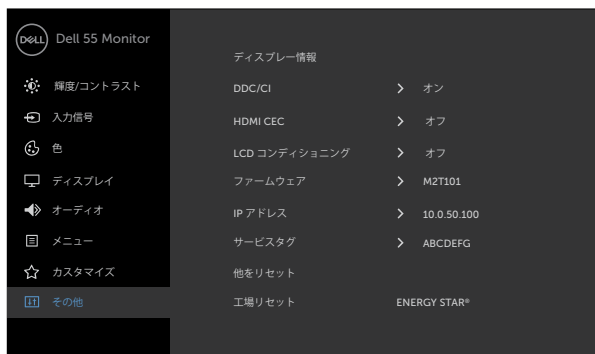 DELL Dell 55 Monitor
ディスプレー情報
輝度/コントラスト
DDC/CI > オン
入力信号
HDMI CEC > オフ
色
LCD コンディショニング > オフ
ディスプレイ
ファームウェア > M2T101
オーディオ
IP アドレス > 10.0.50.100
メニュー
サービスタグ > ABCDEFG
カスタマイズ
他をリセット
その他
工場リセット ENERGY STAR®